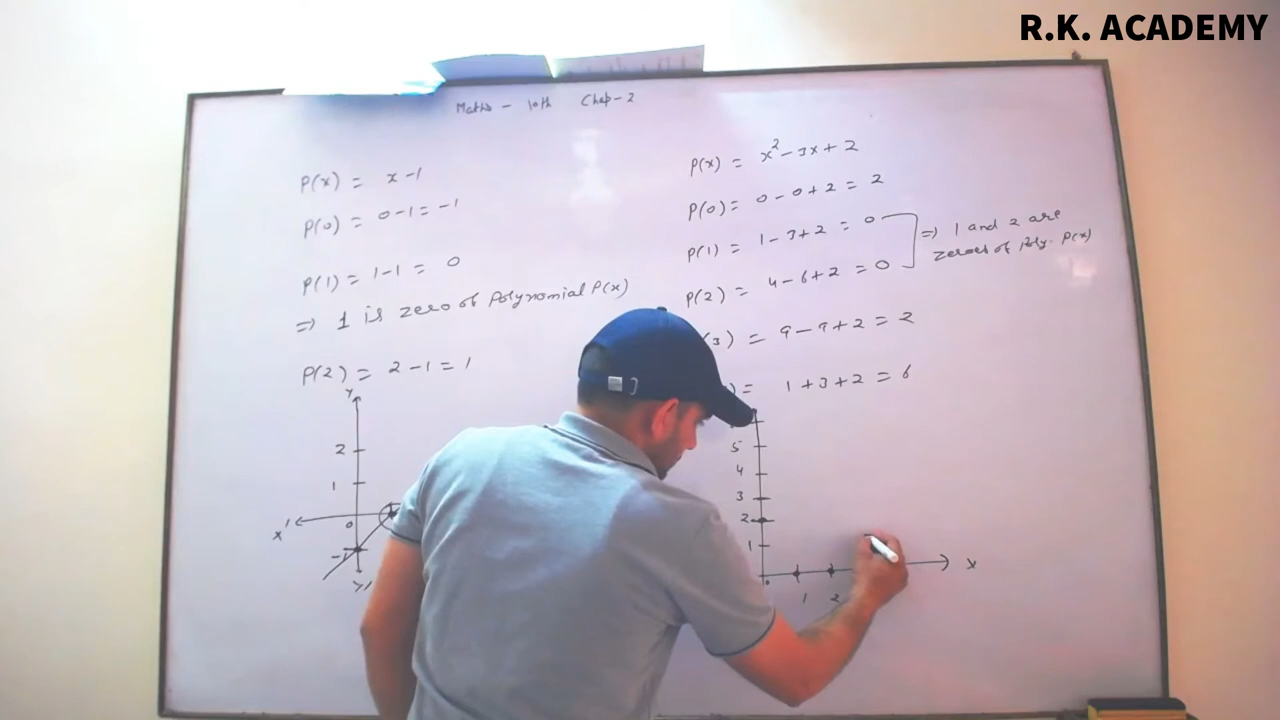 R.K. ACADEMY
Maths - 10th Chap-2
P(x) = x-1
P(0) = 0-1 = -1
P(1) = 1-1 = 0
=> 1 is zero of Polynomial P(x)
P(2) = 2-1 = 1
Y
2
1
X' 0
-1
Y'
P(x) = x² - 3x + 2
P(0) = 0 - 0 + 2 = 2
P(1) = 1 - 3 + 2 = 0 => 1 and 2 are
zeroes of Poly. P(x)
P(2) = 4 - 6 + 2 = 0
(3) = 9 - 9 + 2 = 2
) = 1 + 3 + 2 = 6
5
4
3
2
1
0 X
1 2